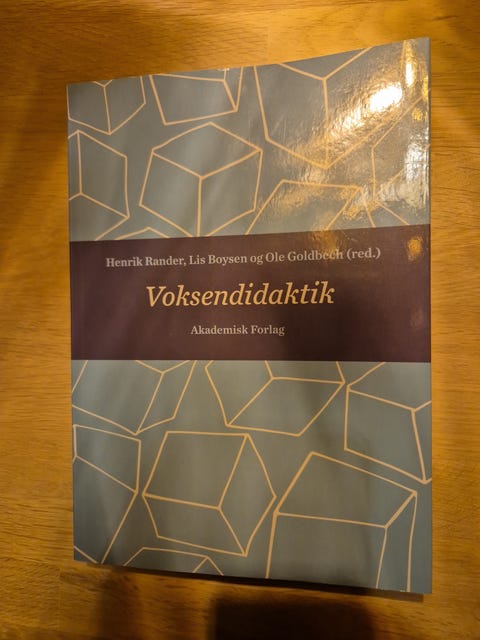 Henrik Rander, Lis Boysen og Ole Goldbech (red.)
Voksendidaktik
Akademisk Forlag